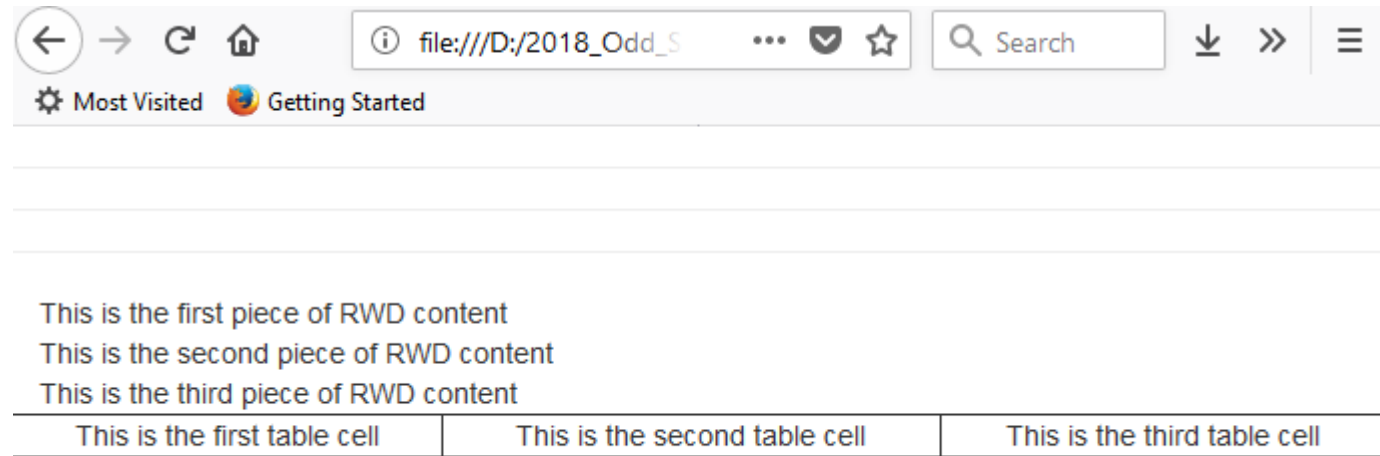 file:///D:/2018_Odd_S Search
Most Visited Getting Started
This is the first piece of RWD content
This is the second piece of RWD content
This is the third piece of RWD content
This is the first table cell This is the second table cell This is the third table cell